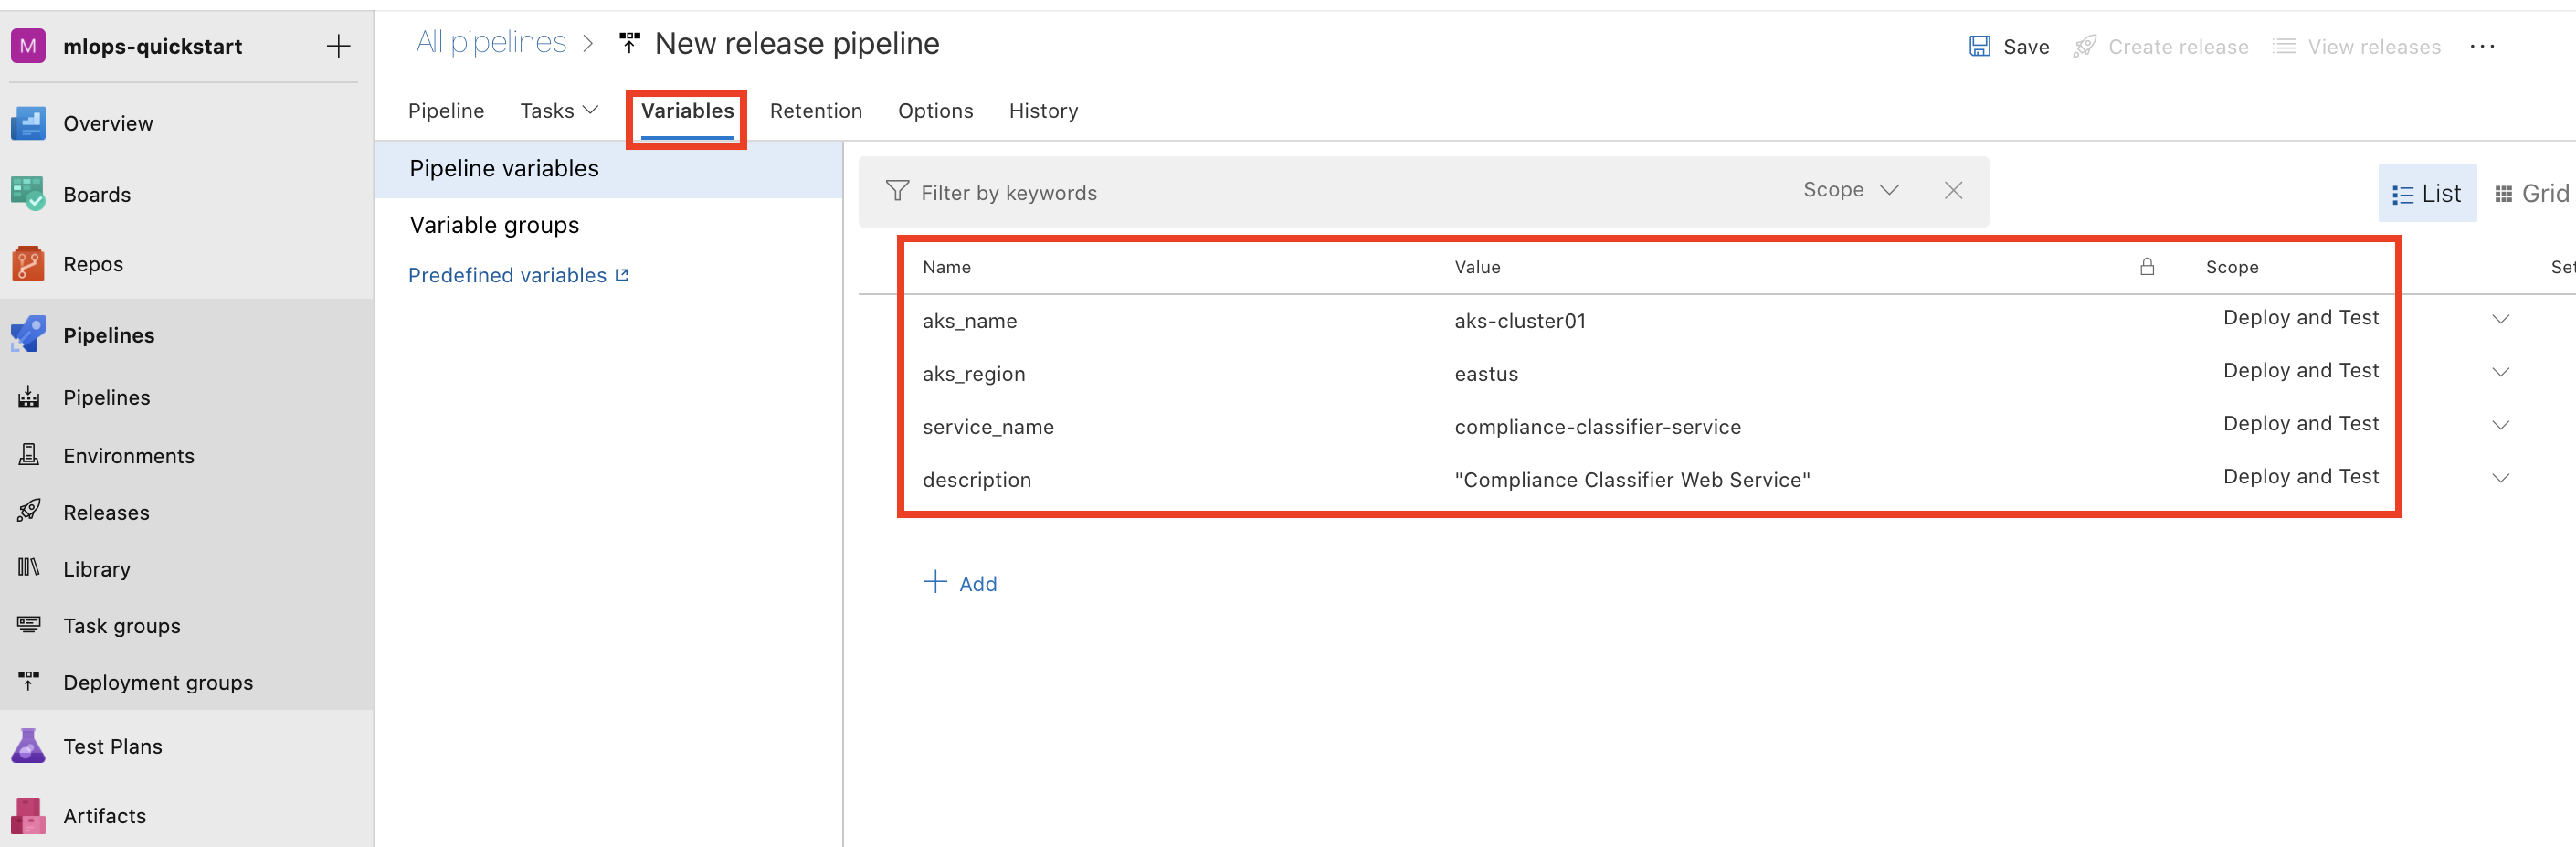 M mlops-quickstart
Overview
Boards
Repos
Pipelines
Pipelines
Environments
Releases
Library
Task groups
Deployment groups
Test Plans
Artifacts
All pipelines > New release pipeline
Save Create release View releases ...
Pipeline Tasks Variables Retention Options History
Pipeline variables
Variable groups
Predefined variables
Filter by keywords Scope
List Grid
Name Value Scope
aks_name aks-cluster01 Deploy and Test
aks_region eastus Deploy and Test
service_name compliance-classifier-service Deploy and Test
description "Compliance Classifier Web Service" Deploy and Test
+ Add